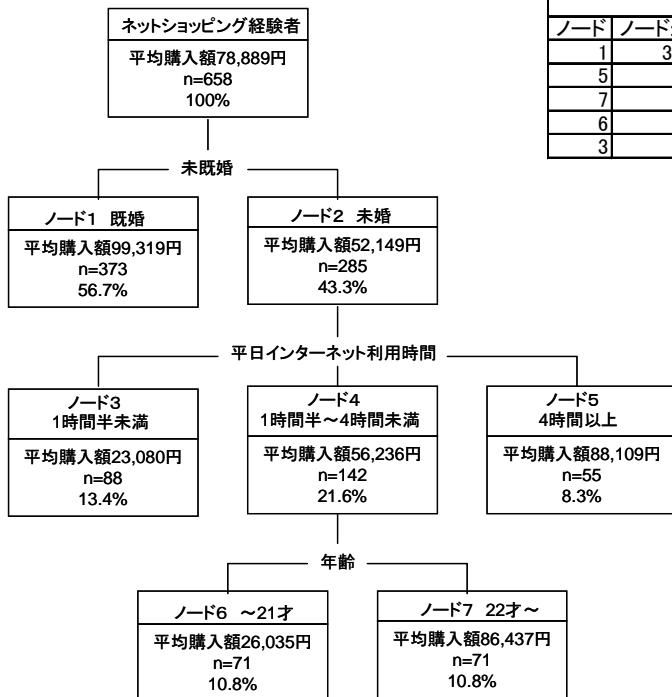 ネットショッピング経験者
平均購入額78,889円
n=658
100%
未既婚
ノード1 既婚
平均購入額99,319円
n=373
56.7%
ノード2 未婚
平均購入額52,149円
n=285
43.3%
平日インターネット利用時間
ノード3
1時間半未満
平均購入額23,080円
n=88
13.4%
ノード4
1時間半～4時間未満
平均購入額56,236円
n=142
21.6%
ノード5
4時間以上
平均購入額88,109円
n=55
8.3%
年齢
ノード6 ～21才
平均購入額26,035円
n=71
10.8%
ノード7 22才～
平均購入額86,437円
n=71
10.8%
ノード ノード
1 3
5
7
6
3